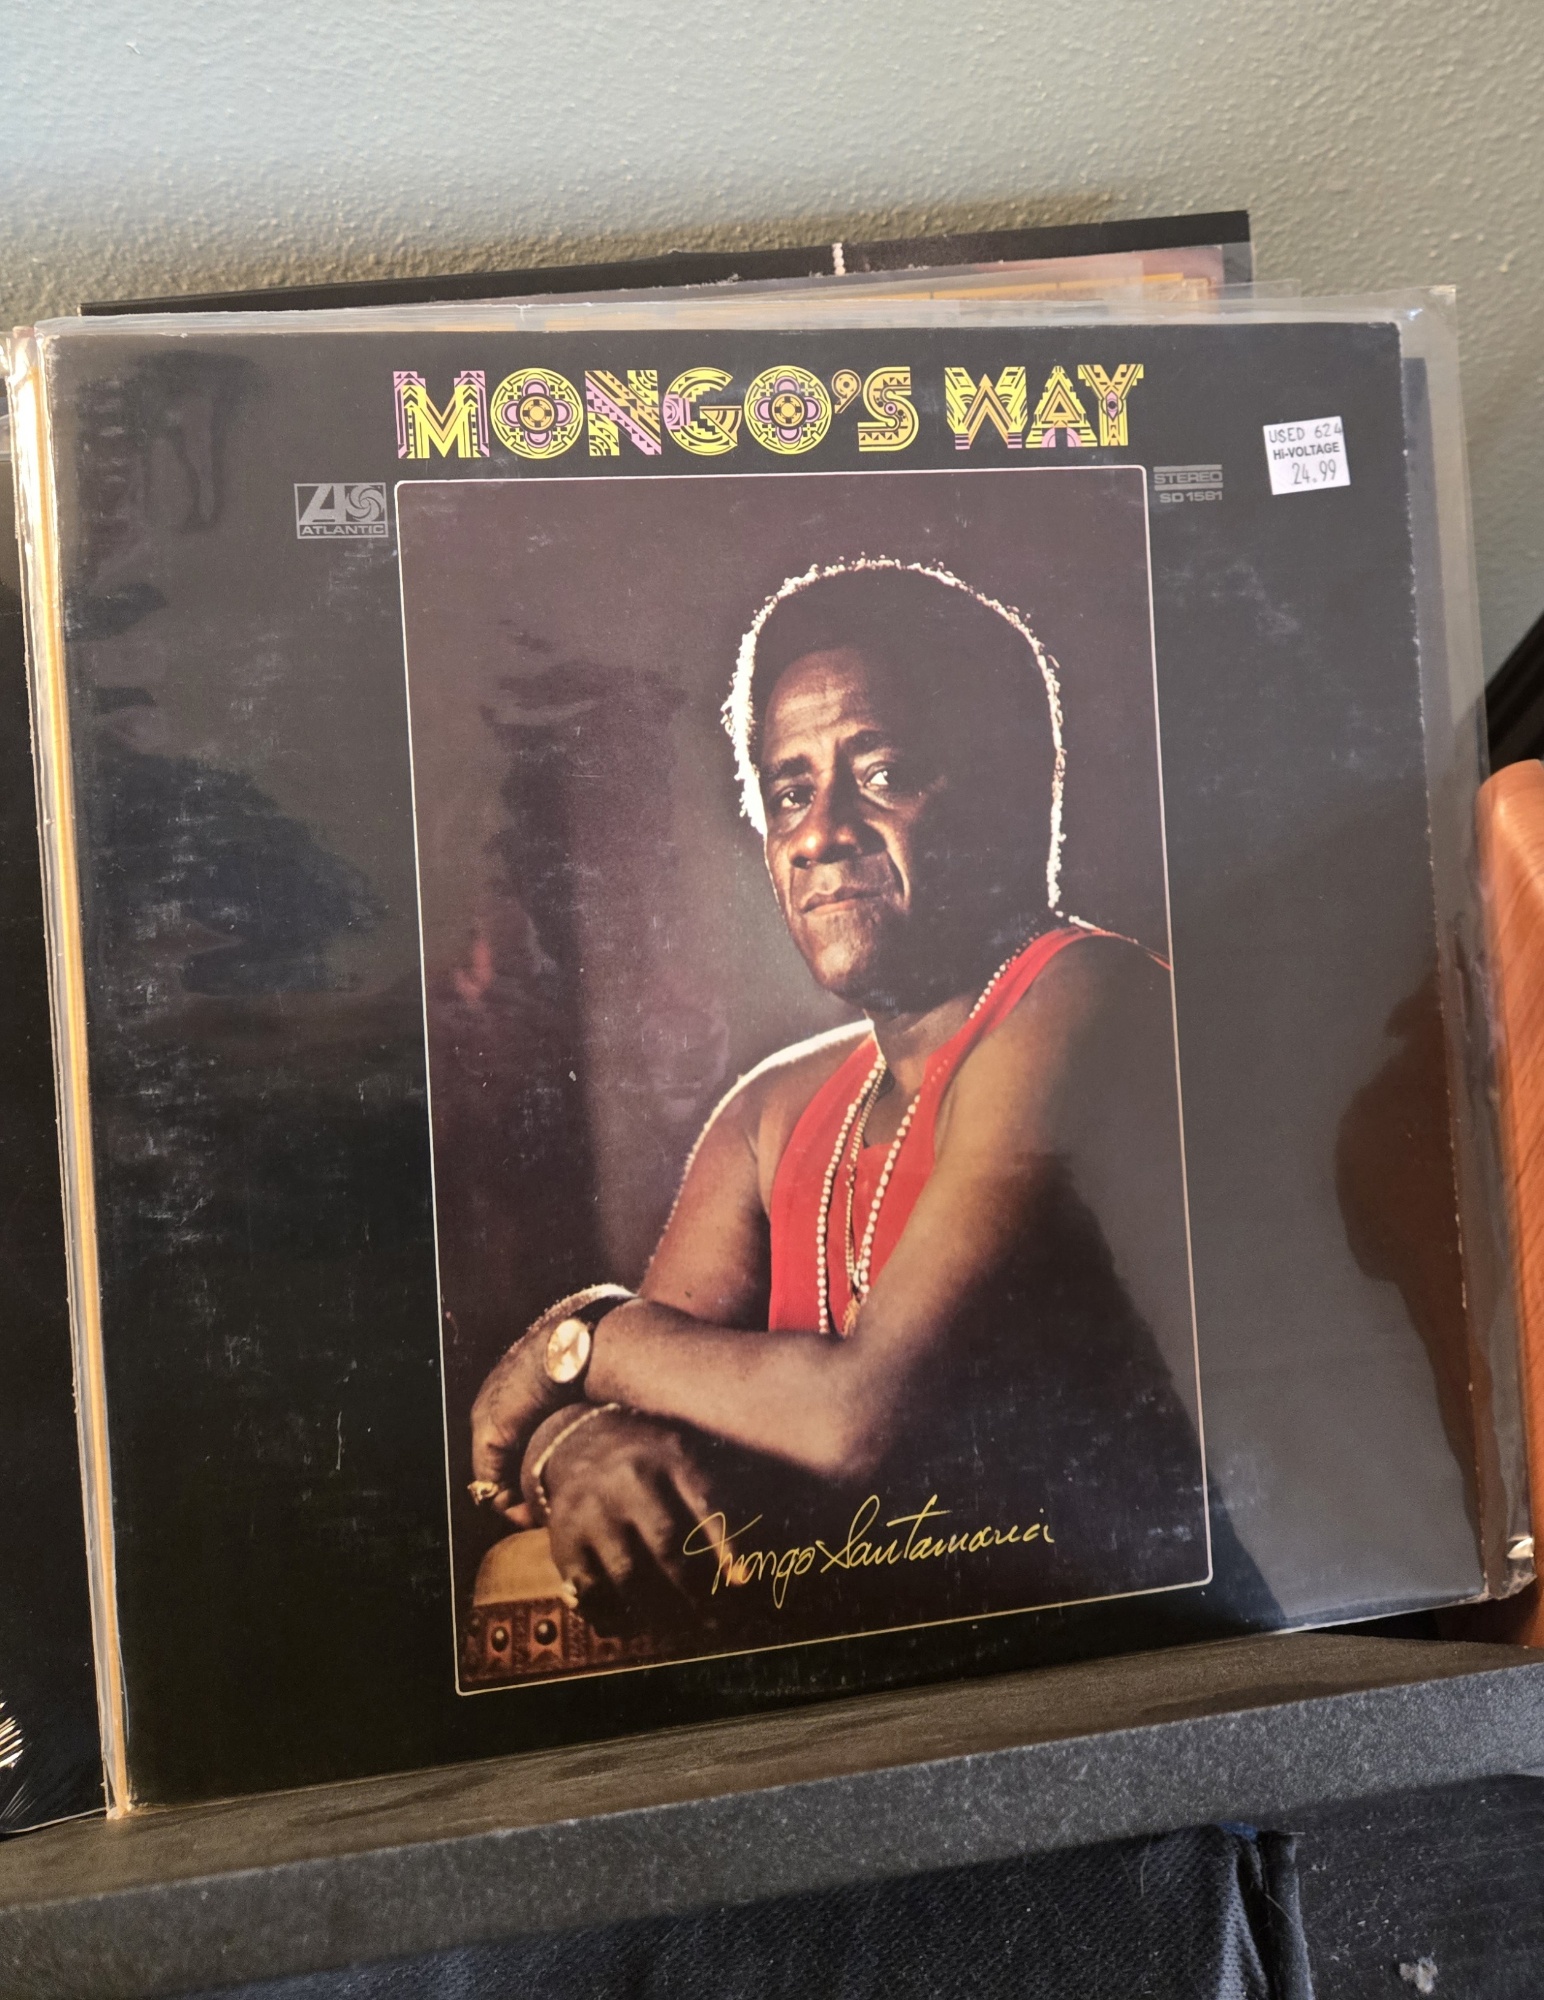 MONGO'S WAY
ATLANTIC
STEREO
SD 1581
USED 624
HI-VOLTAGE
24.99
Mongo Santamaria